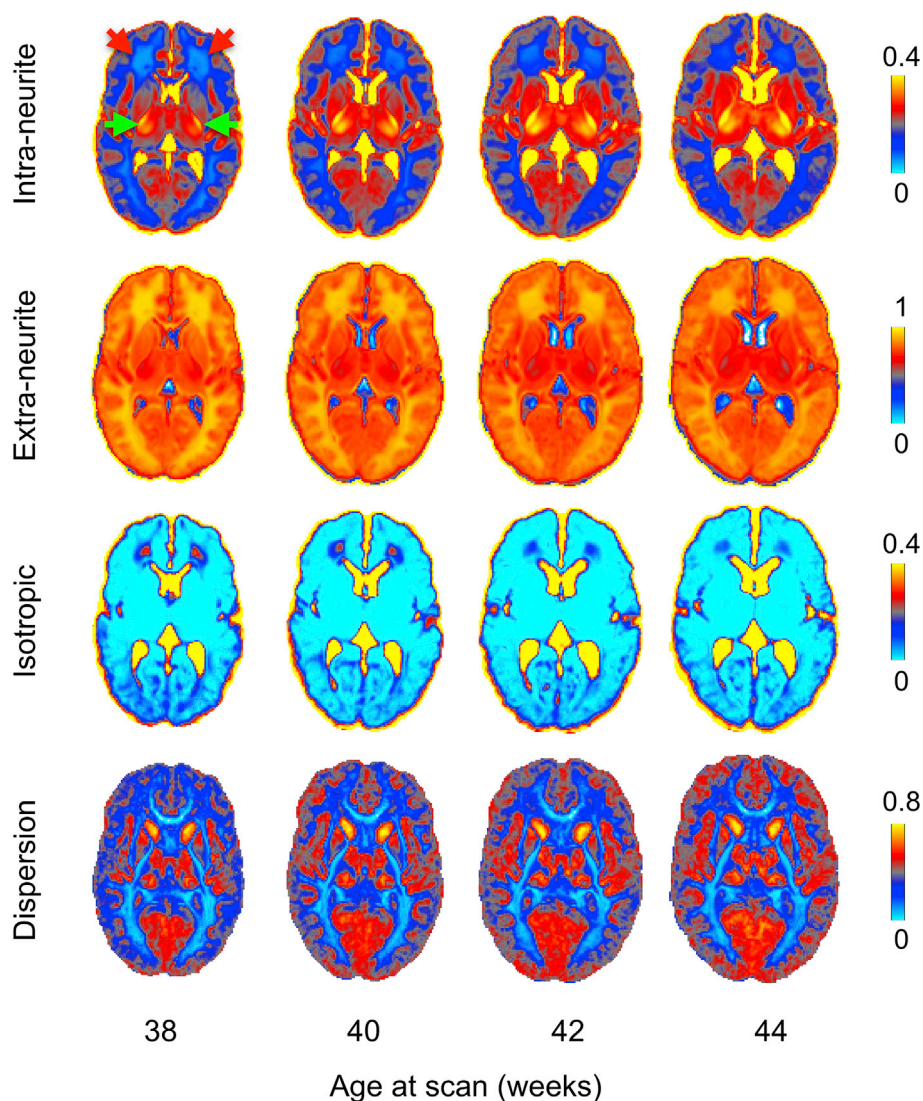 Intra-neurite
0.4
0
Extra-neurite
1
0
Isotropic
0.4
0
Dispersion
0.8
0
38 40 42 44
Age at scan (weeks)